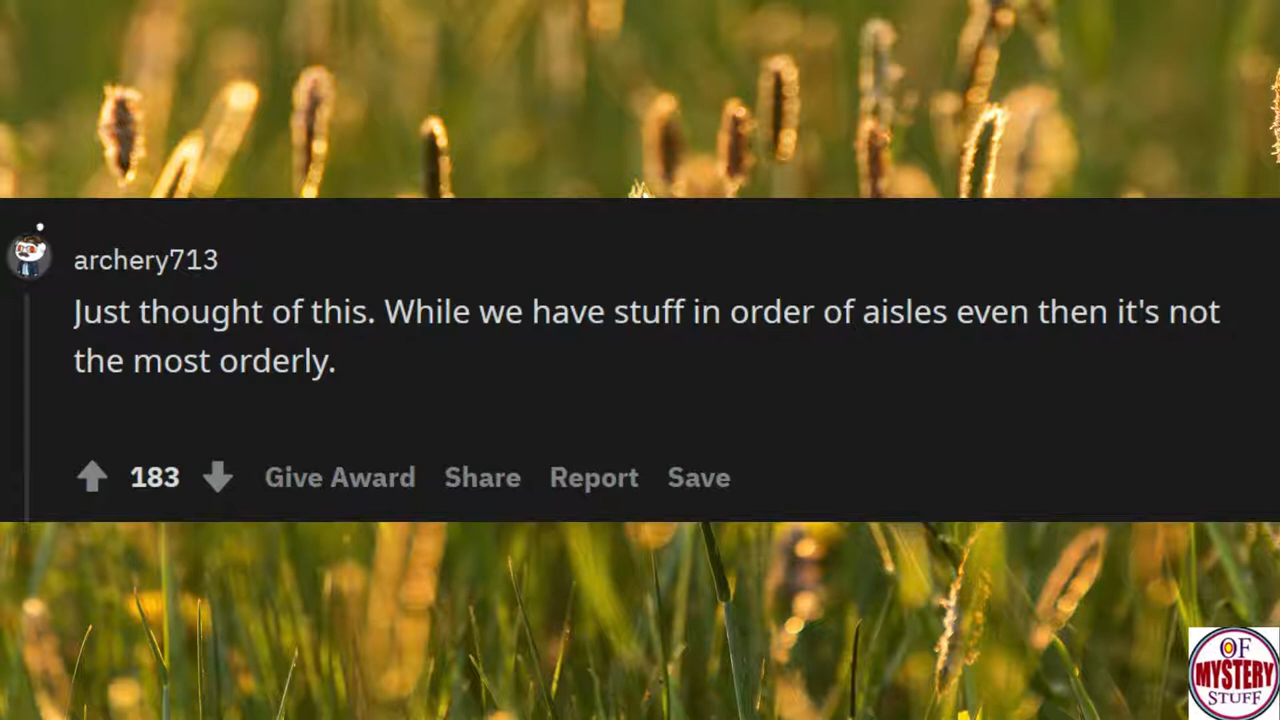 archery713
Just thought of this. While we have stuff in order of aisles even then it's not
the most orderly.
183 Give Award Share Report Save
OF
MYSTERY
STUFF